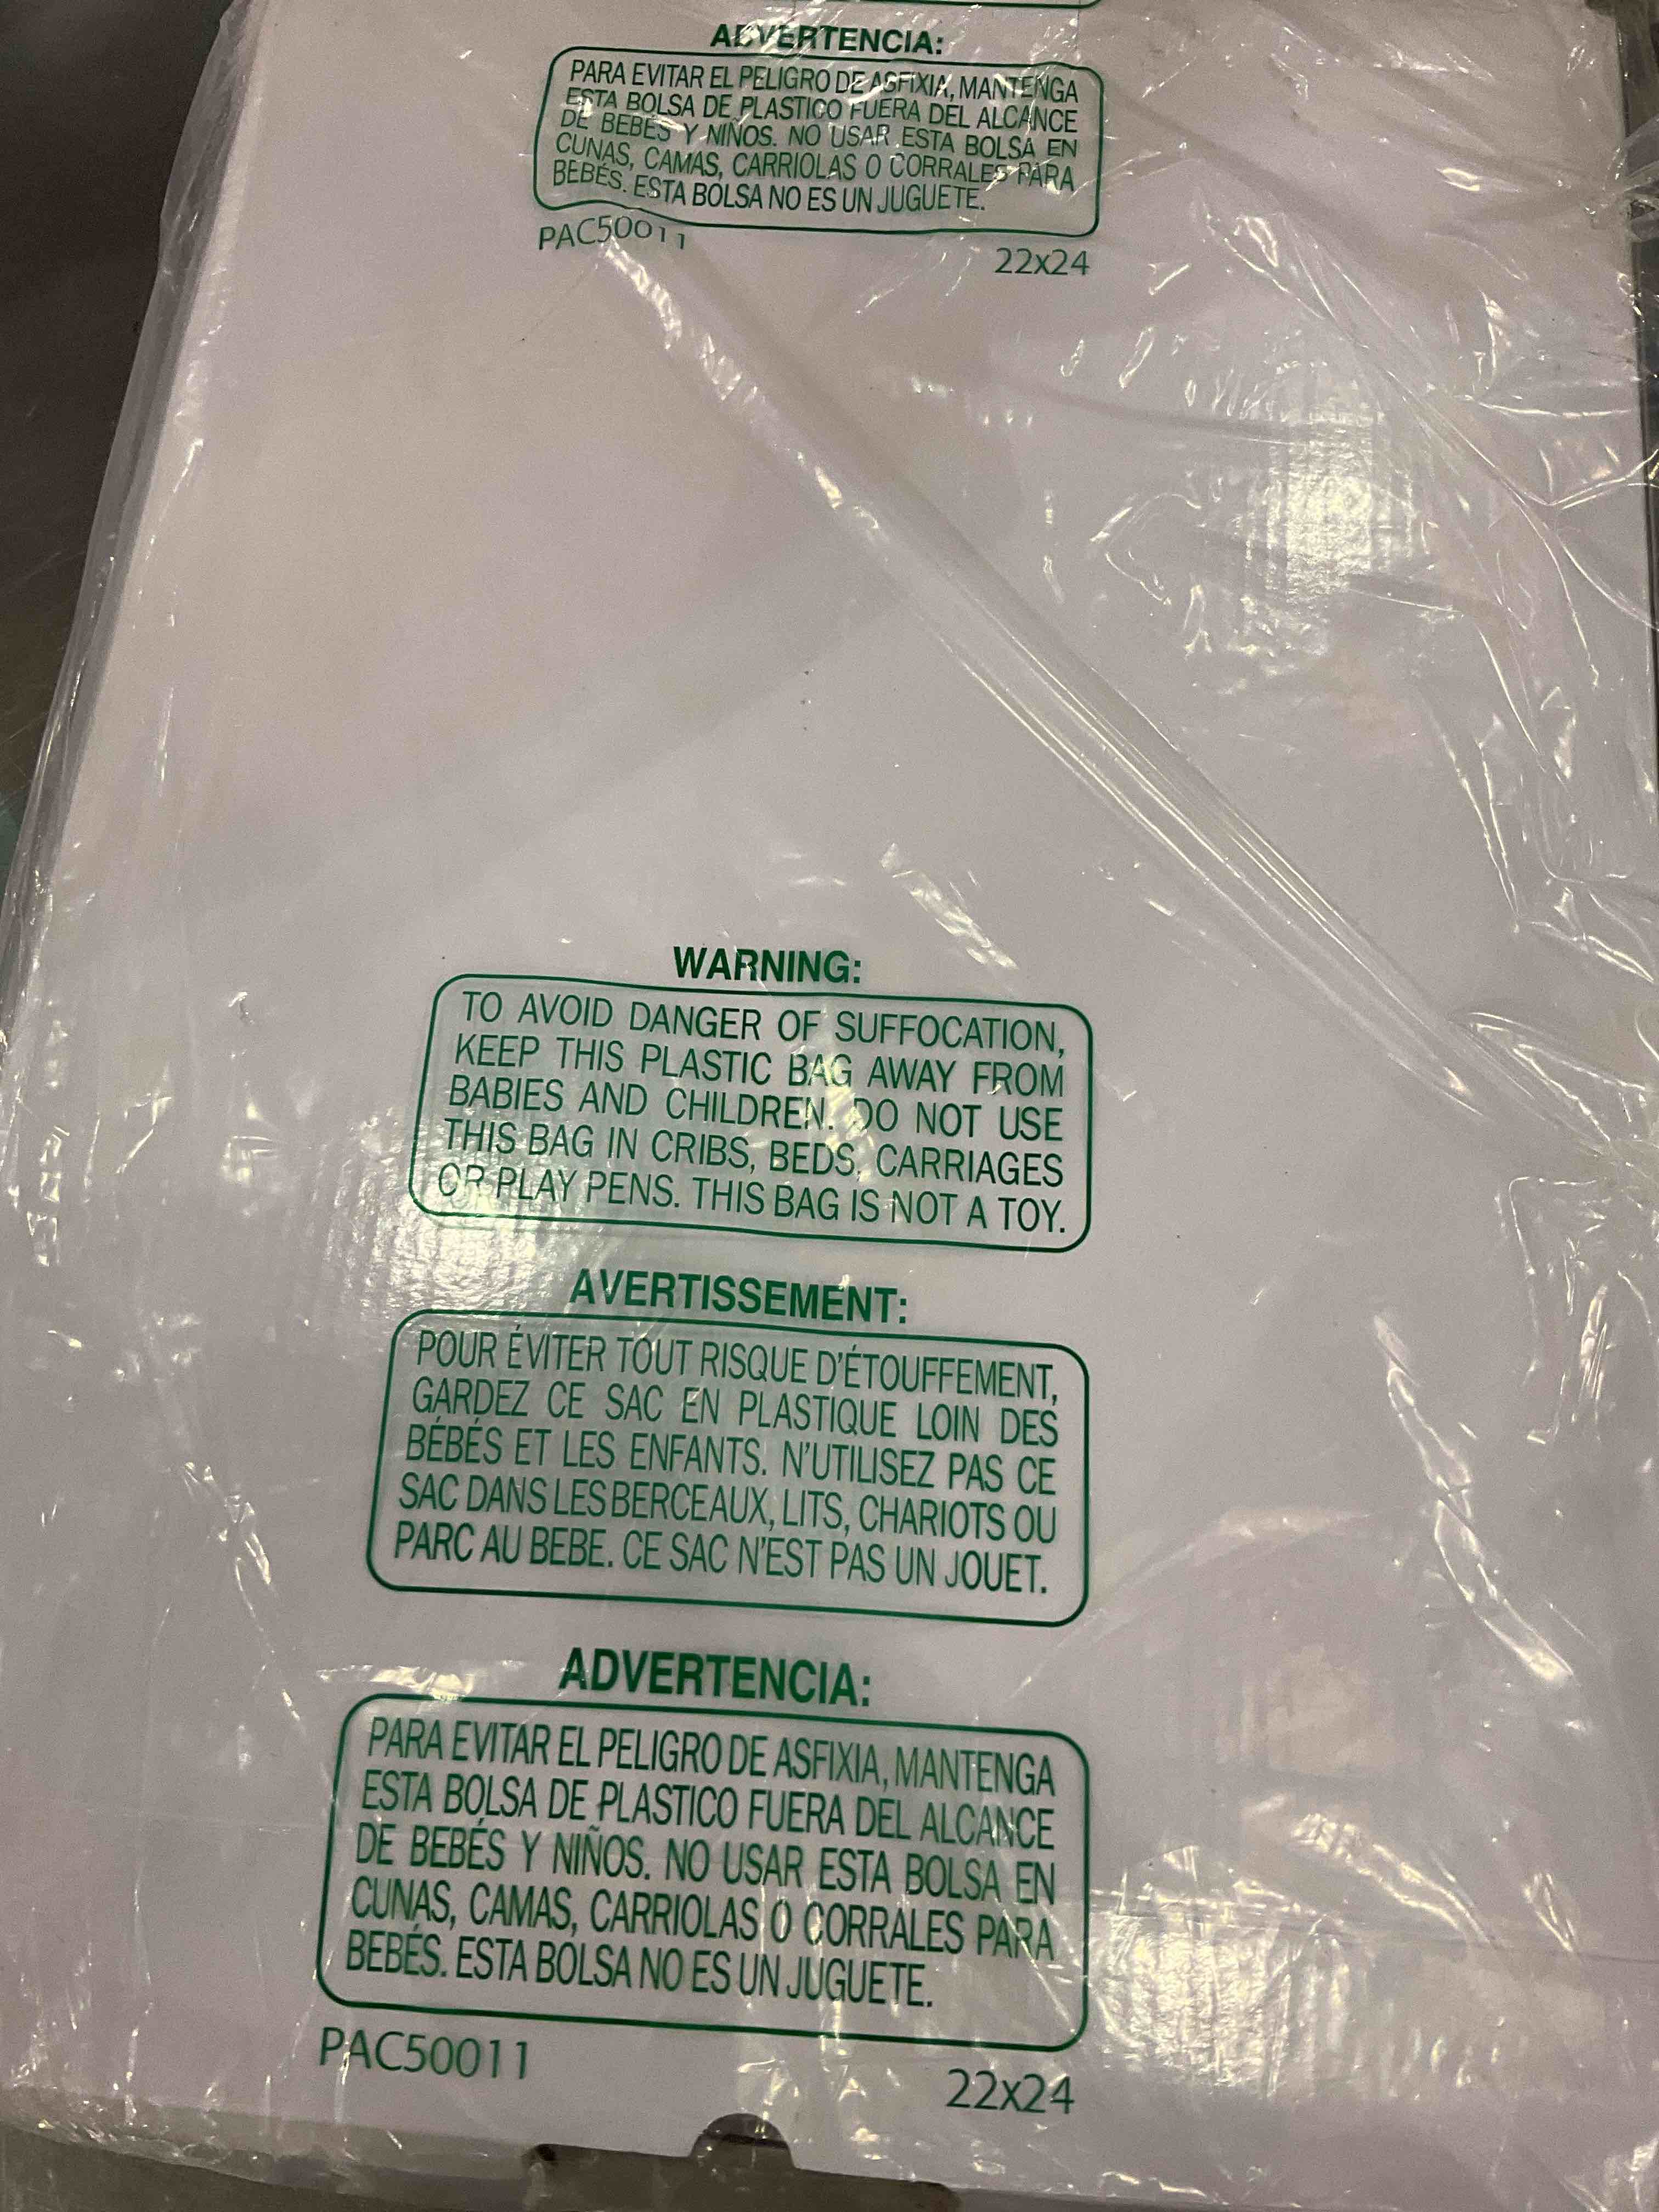 ADVERTENCIA:
PARA EVITAR EL PELIGRO DE ASFIXIA, MANTENGA
ESTA BOLSA DE PLASTICO FUERA DEL ALCANCE
DE BEBÉS Y NIÑOS. NO USAR ESTA BOLSA EN
CUNAS, CAMAS, CARRIOLAS O CORRALES PARA
BEBÉS. ESTA BOLSA NO ES UN JUGUETE.
PAC50011
22x24
WARNING:
TO AVOID DANGER OF SUFFOCATION,
KEEP THIS PLASTIC BAG AWAY FROM
BABIES AND CHILDREN. DO NOT USE
THIS BAG IN CRIBS, BEDS, CARRIAGES
OR PLAY PENS. THIS BAG IS NOT A TOY.
AVERTISSEMENT:
POUR ÉVITER TOUT RISQUE D'ÉTOUFFEMENT,
GARDEZ CE SAC EN PLASTIQUE LOIN DES
BÉBÉS ET LES ENFANTS. N'UTILISEZ PAS CE
SAC DANS LES BERCEAUX, LITS, CHARIOTS OU
PARC AU BEBE. CE SAC N'EST PAS UN JOUET.
ADVERTENCIA:
PARA EVITAR EL PELIGRO DE ASFIXIA, MANTENGA
ESTA BOLSA DE PLASTICO FUERA DEL ALCANCE
DE BEBÉS Y NIÑOS. NO USAR ESTA BOLSA EN
CUNAS, CAMAS, CARRIOLAS O CORRALES PARA
BEBÉS. ESTA BOLSA NO ES UN JUGUETE.
PAC50011
22x24